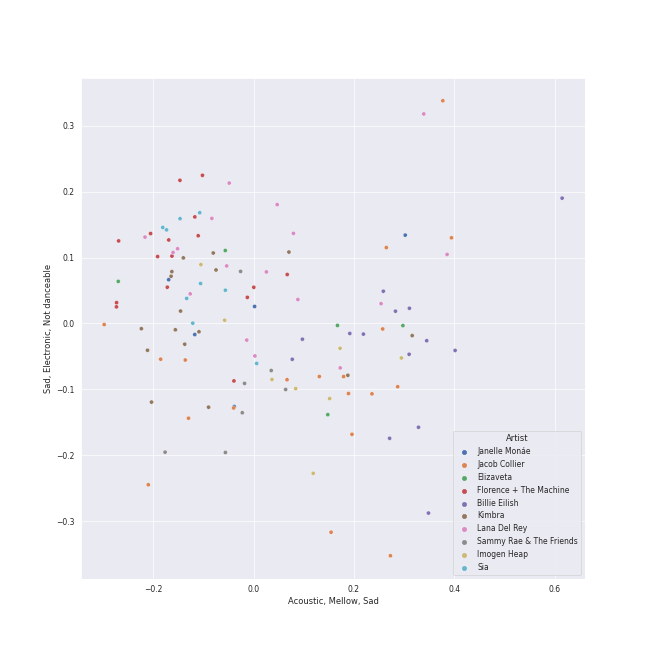 0.3
0.2
0.1
0.0
−0.1
−0.2
−0.3
Sad, Electronic, Not danceable
−0.2
0.0
0.2
0.4
0.6
Acoustic, Mellow, Sad
Artist
Janelle Monáe
Jacob Collier
Elizaveta
Florence + The Machine
Billie Eilish
Kimbra
Lana Del Rey
Sammy Rae & The Friends
Imogen Heap
Sia